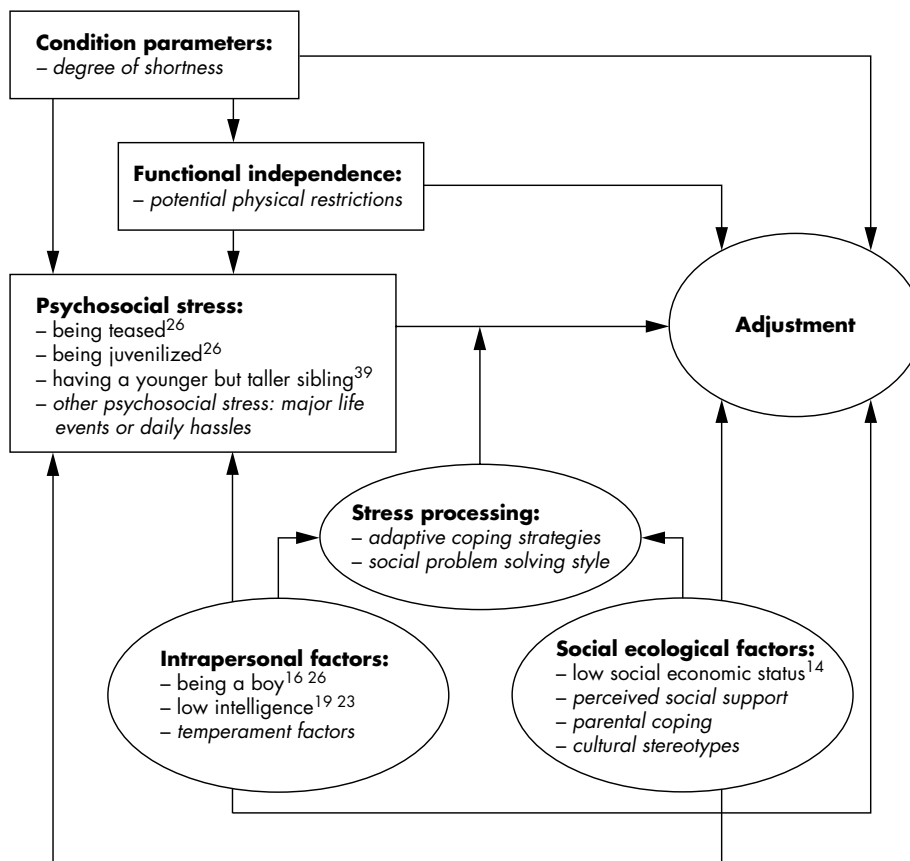 Condition parameters:
– degree of shortness
Functional independence:
– potential physical restrictions
Psychosocial stress:
– being teased26
– being juvenilized26
– having a younger but taller sibling39
– other psychosocial stress: major life
events or daily hassles
Adjustment
Stress processing:
– adaptive coping strategies
– social problem solving style
Intrapersonal factors:
– being a boy16 26
– low intelligence19 23
– temperament factors
Social ecological factors:
– low social economic status14
– perceived social support
– parental coping
– cultural stereotypes